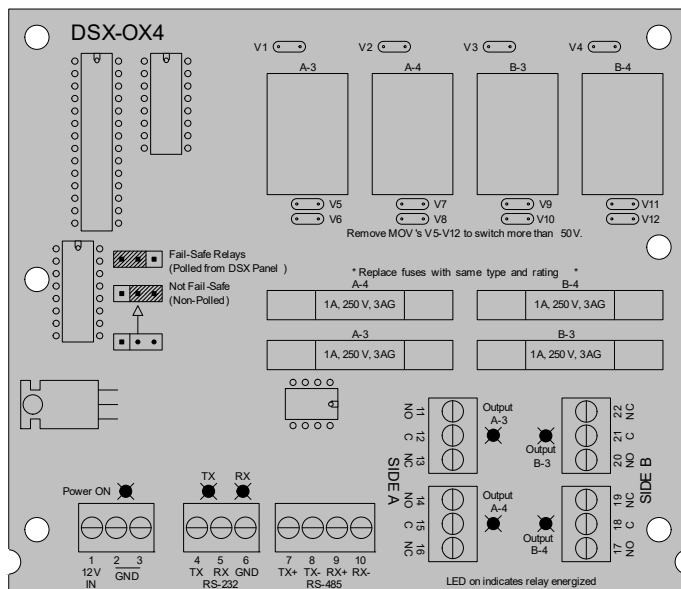 DSX-OX4
V1 V2 V3 V4
A-3 A-4 B-3 B-4
V5 V7 V9 V11
V6 V8 V10 V12
Remove MOV's V5-V12 to switch more than 50V.
Fail-Safe Relays
(Polled from DSX Panel )
Not Fail-Safe
(Non-Polled)
* Replace fuses with same type and rating *
A-4 B-4
1A, 250 V, 3AG 1A, 250 V, 3AG
A-3 B-3
1A, 250 V, 3AG 1A, 250 V, 3AG
SIDE A
NO 11
C 12
NC 13
Output
A-3
NO 14
C 15
NC 16
Output
A-4
Output
B-3
22 NC
21 C
20 NO
Output
B-4
19 NC
18 C
17 NO
SIDE B
Power ON TX RX
1 2 3 4 5 6 7 8 9 10
12V GND TX RX GND TX+ TX- RX+ RX-
IN RS-232 RS-485
LED on indicates relay energized